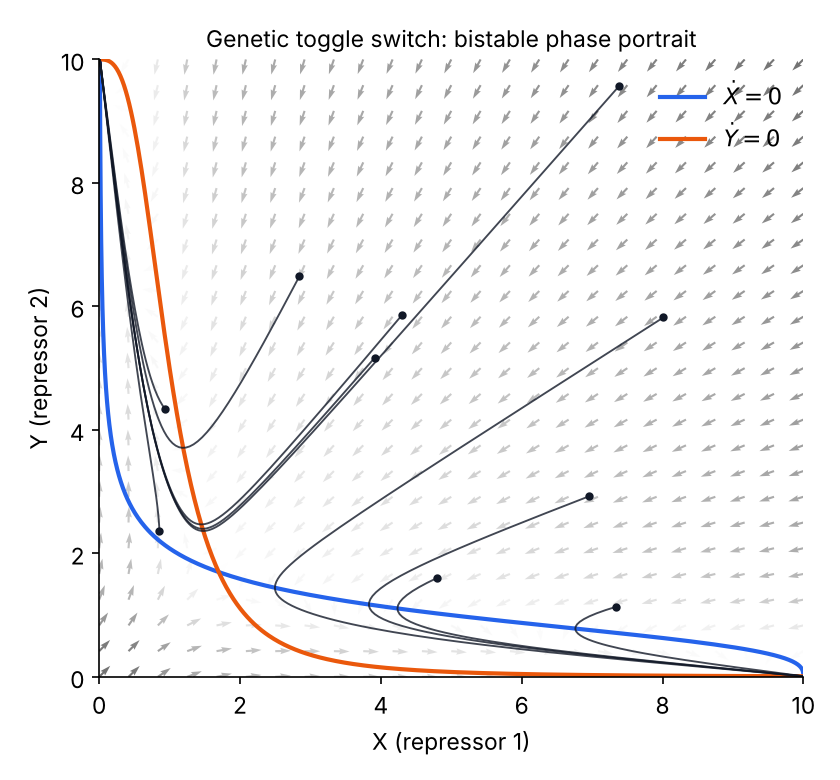 Genetic toggle switch: bistable phase portrait
Ẋ = 0
Ẏ = 0
Y (repressor 2)
10
8
6
4
2
0
0 2 4 6 8 10
X (repressor 1)